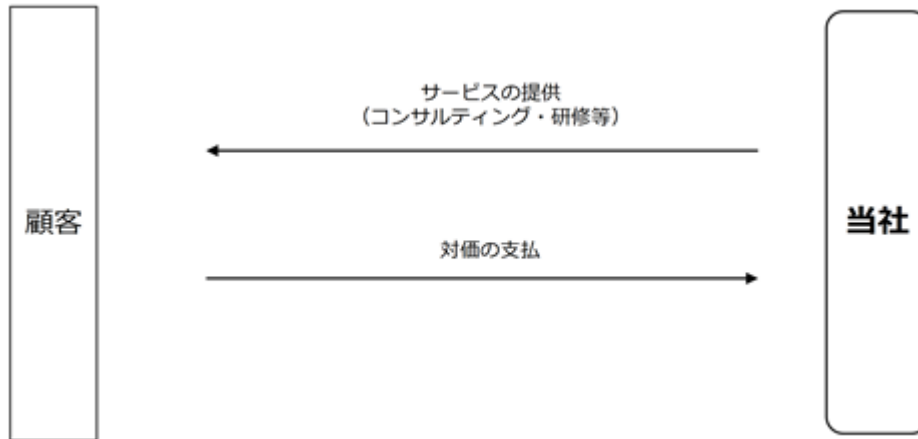 サービスの提供
（コンサルティング・研修等）
顧客
当社
対価の支払